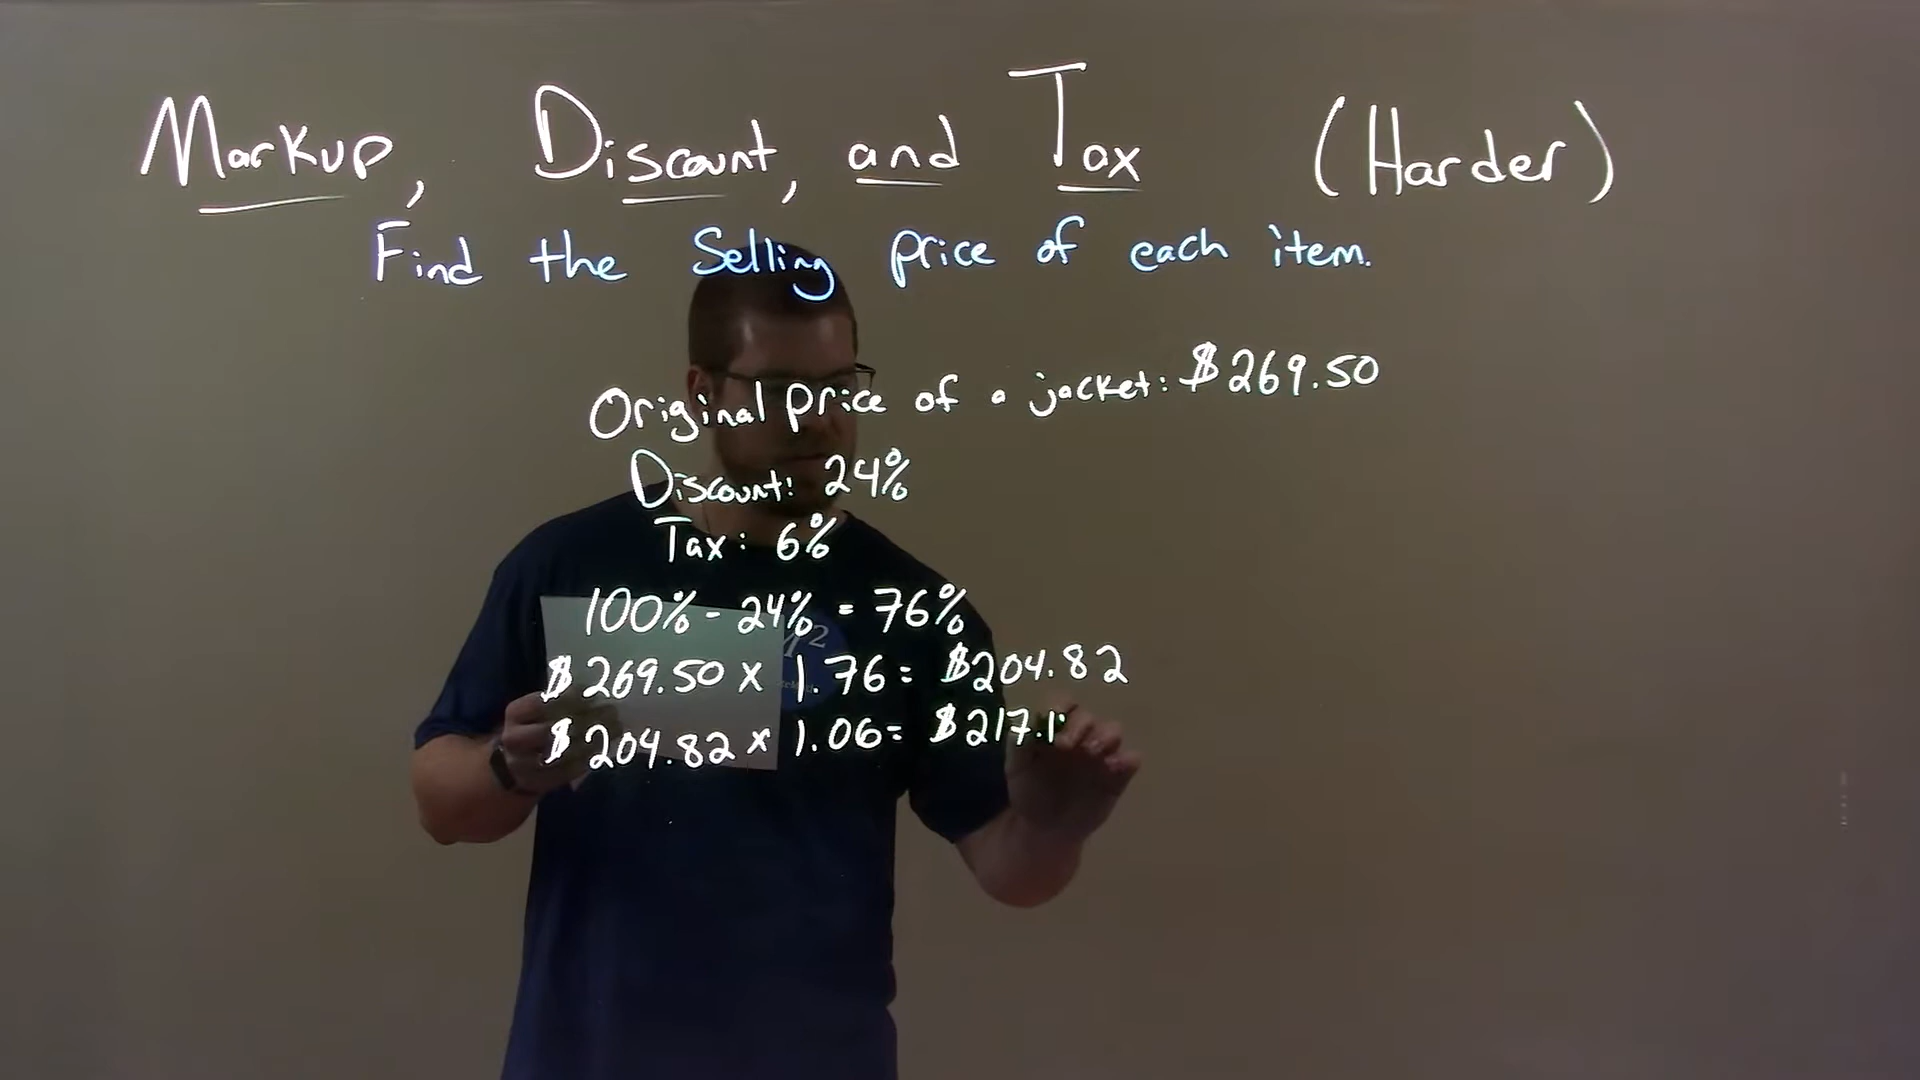 Markup, Discount, and Tax (Harder)
Find the Selling price of each item.
Original price of a jacket: $269.50
Discount: 24%
Tax: 6%
100% - 24% = 76%
$269.50 x 1.76 = $204.82
$204.82 x 1.06 = $217.1